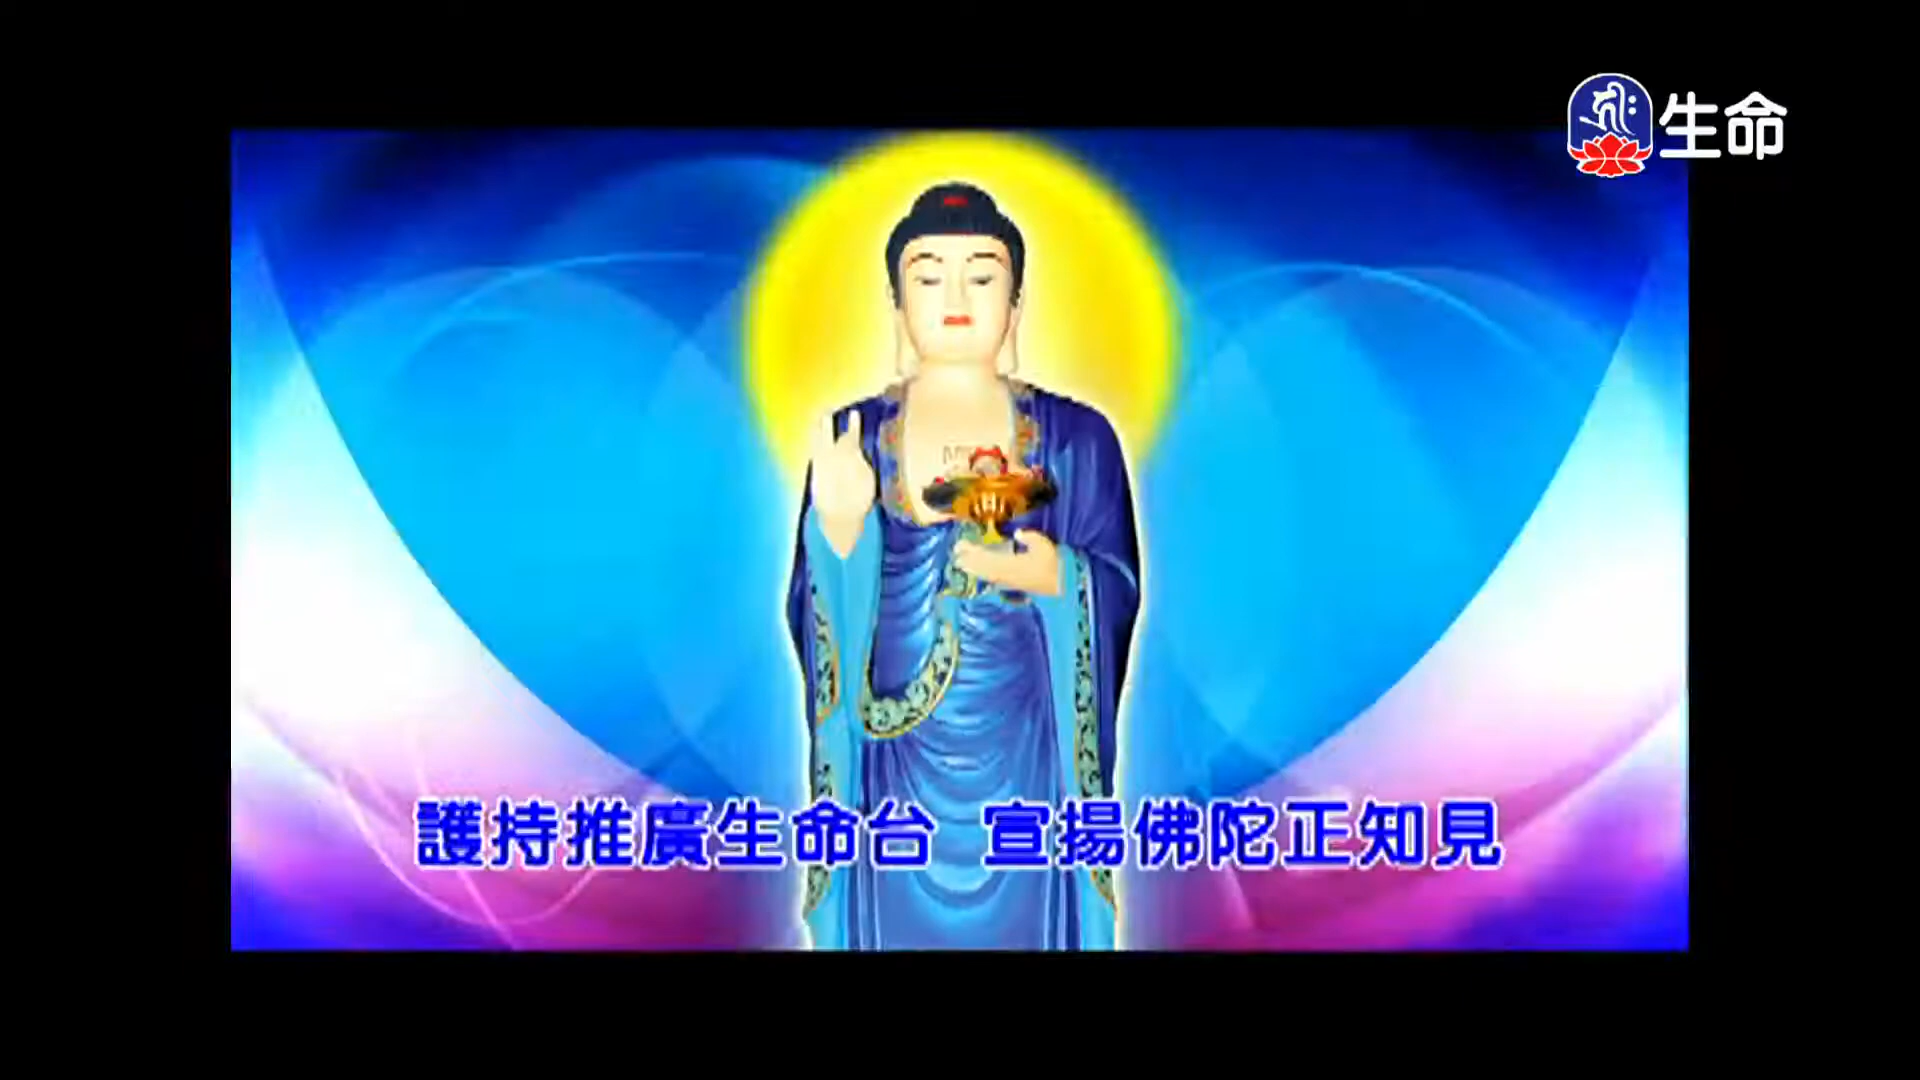 生命
護持推廣生命台 宣揚佛陀正知見